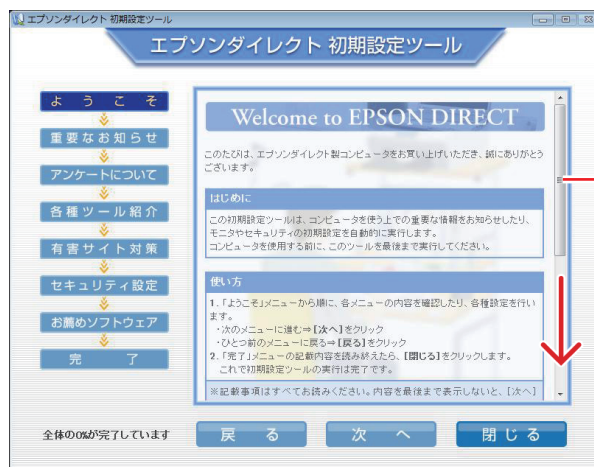 エプソンダイレクト 初期設定ツール
エプソンダイレクト 初期設定ツール
ようこそ
重要なお知らせ
アンケートについて
各種ツール紹介
有害サイト対策
セキュリティ設定
お薦めソフトウェア
完 了
Welcome to EPSON DIRECT
このたびは、エプソンダイレクト製コンピュータをお買い上げいただき、誠にありがとう
ございます。
はじめに
この初期設定ツールは、コンピュータを使う上での重要な情報をお知らせしたり、
モニタやセキュリティの初期設定を自動的に実行します。
コンピュータを使用する前に、このツールを最後まで実行してください。
使い方
1. 「ようこそ」メニューから順に、各メニューの内容を確認したり、各種設定を行い
ます。
・次のメニューに進む⇒【次へ】をクリック
・ひとつ前のメニューに戻る⇒【戻る】をクリック
2. 「完了」メニューの記載内容を読み終えたら、【閉じる】をクリックします。
これで初期設定ツールの実行は完了です。
※記載事項はすべてお読みください。内容を最後まで表示しないと、[次へ]
全体の0%が完了しています
戻 る
次 へ
閉じる